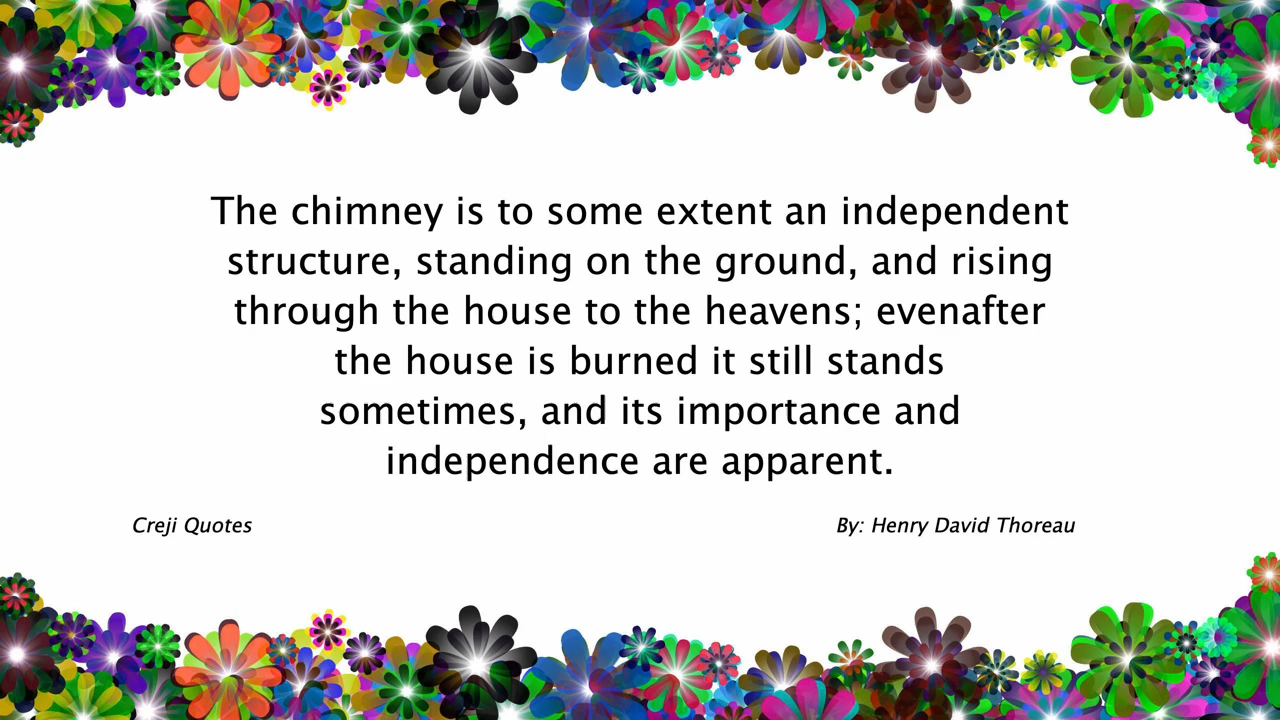 The chimney is to some extent an independent
structure, standing on the ground, and rising
through the house to the heavens; evenafter
the house is burned it still stands
sometimes, and its importance and
independence are apparent.
Creji Quotes
By: Henry David Thoreau